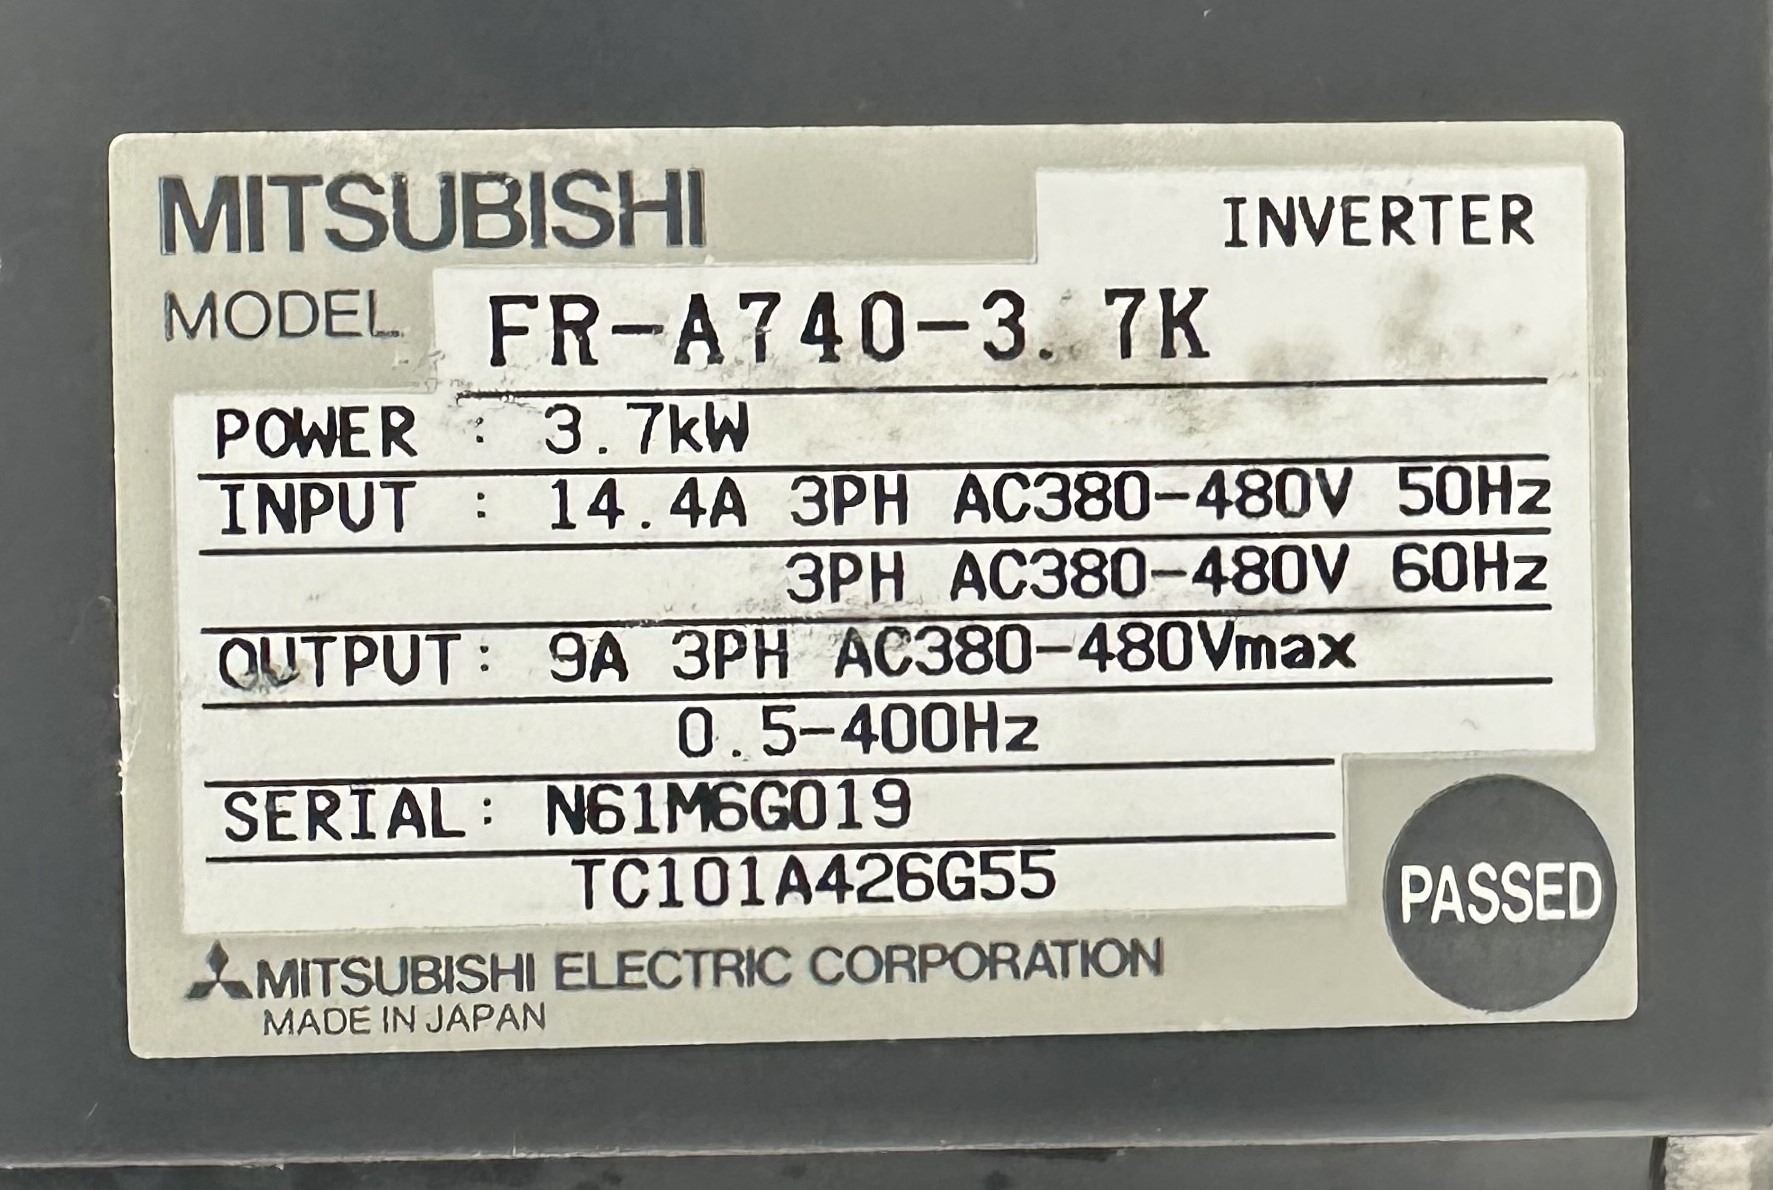 MITSUBISHI
INVERTER
MODEL FR-A740-3.7K
POWER : 3.7kW
INPUT : 14.4A 3PH AC380-480V 50Hz
3PH AC380-480V 60Hz
OUTPUT: 9A 3PH AC380-480Vmax
0.5-400Hz
SERIAL: N61M6G019
TC101A426G55
PASSED
MITSUBISHI ELECTRIC CORPORATION
MADE IN JAPAN